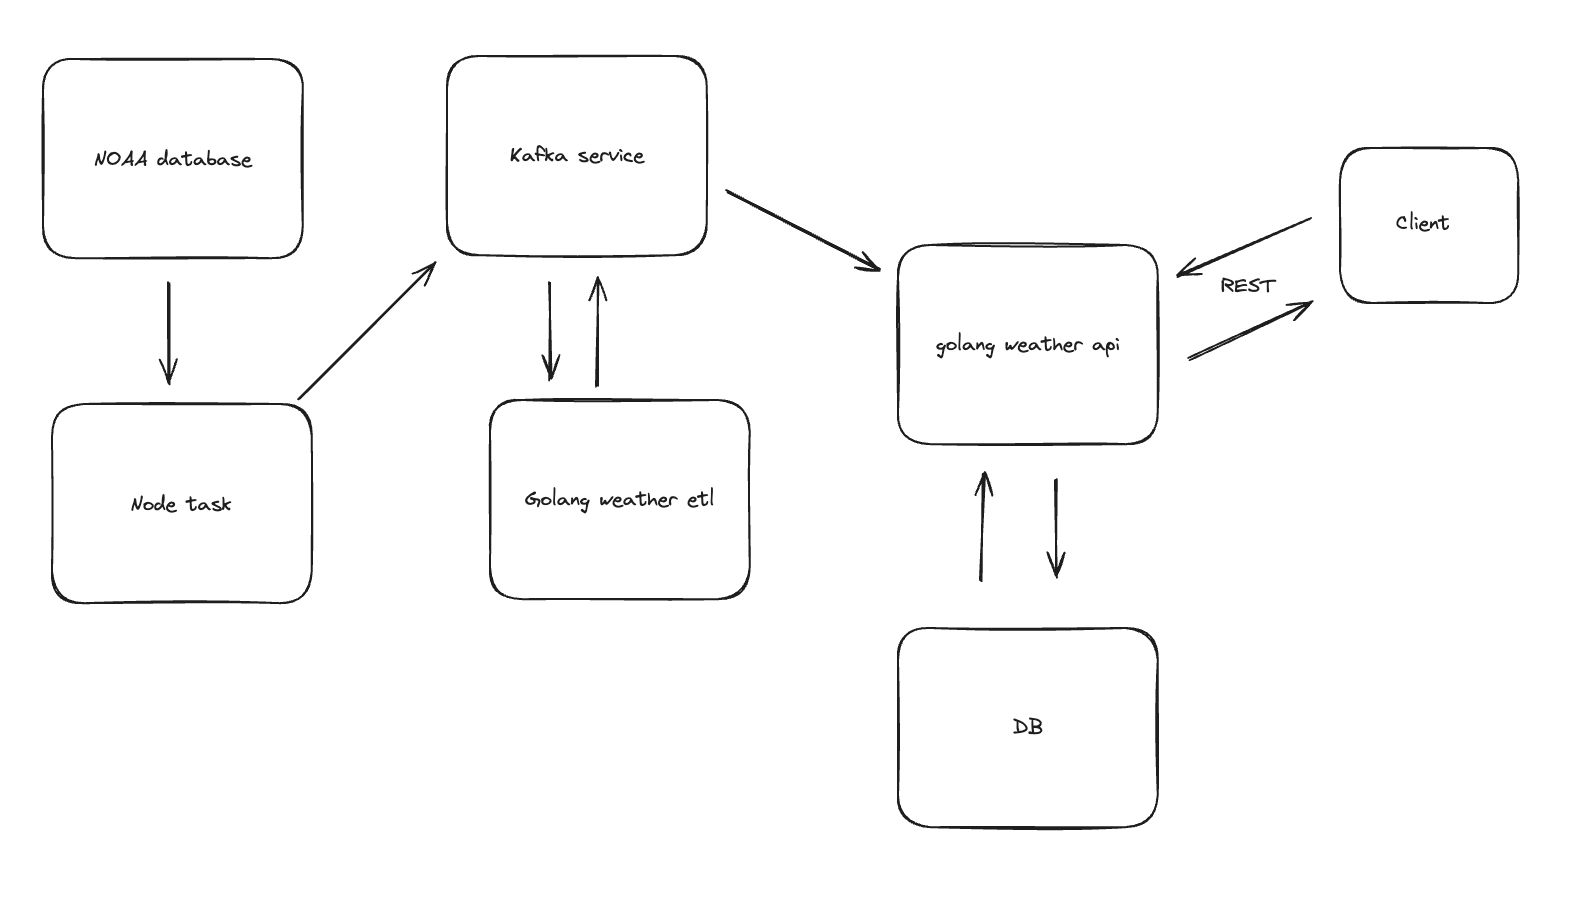 NOAA database
Kafka service
Client
REST
golang weather api
Node task
Golang weather etl
DB